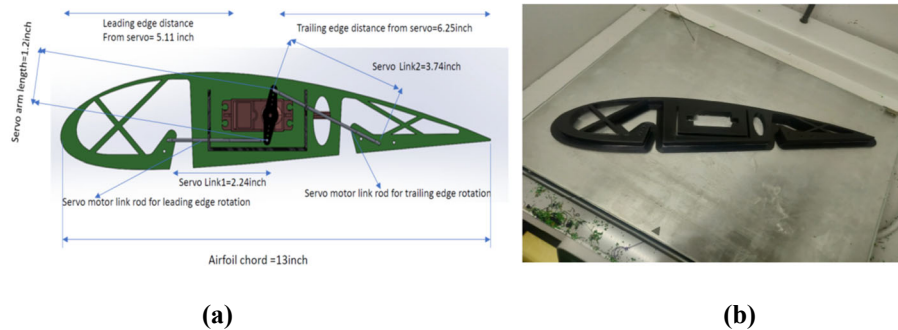 Leading edge distance
From servo= 5.11 inch
Trailing edge distance from servo=6.25inch
Servo arm length=1.2inch
Servo Link2=3.74inch
Servo Link1=2.24inch
Servo motor link rod for leading edge rotation
Servo motor link rod for trailing edge rotation
Airfoil chord =13inch
(a)
(b)